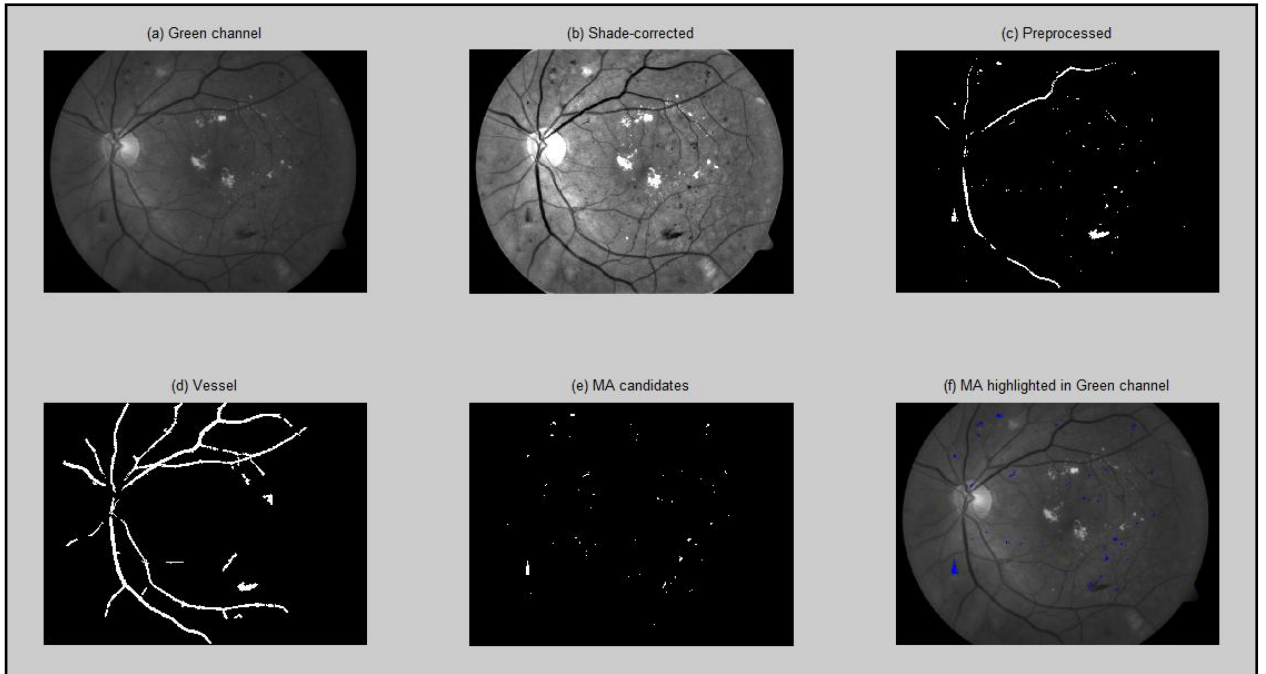 (a) Green channel
(b) Shade-corrected
(c) Preprocessed
(d) Vessel
(e) MA candidates
(f) MA highlighted in Green channel